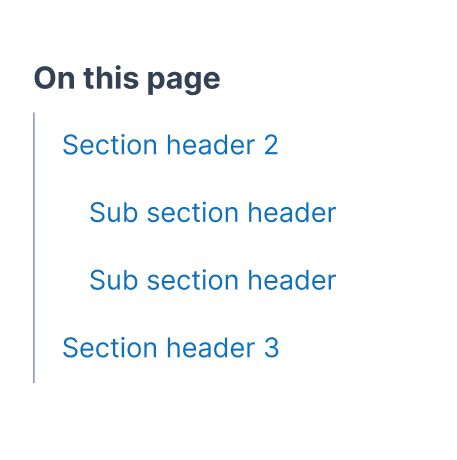 On this page
Section header 2
Sub section header
Sub section header
Section header 3